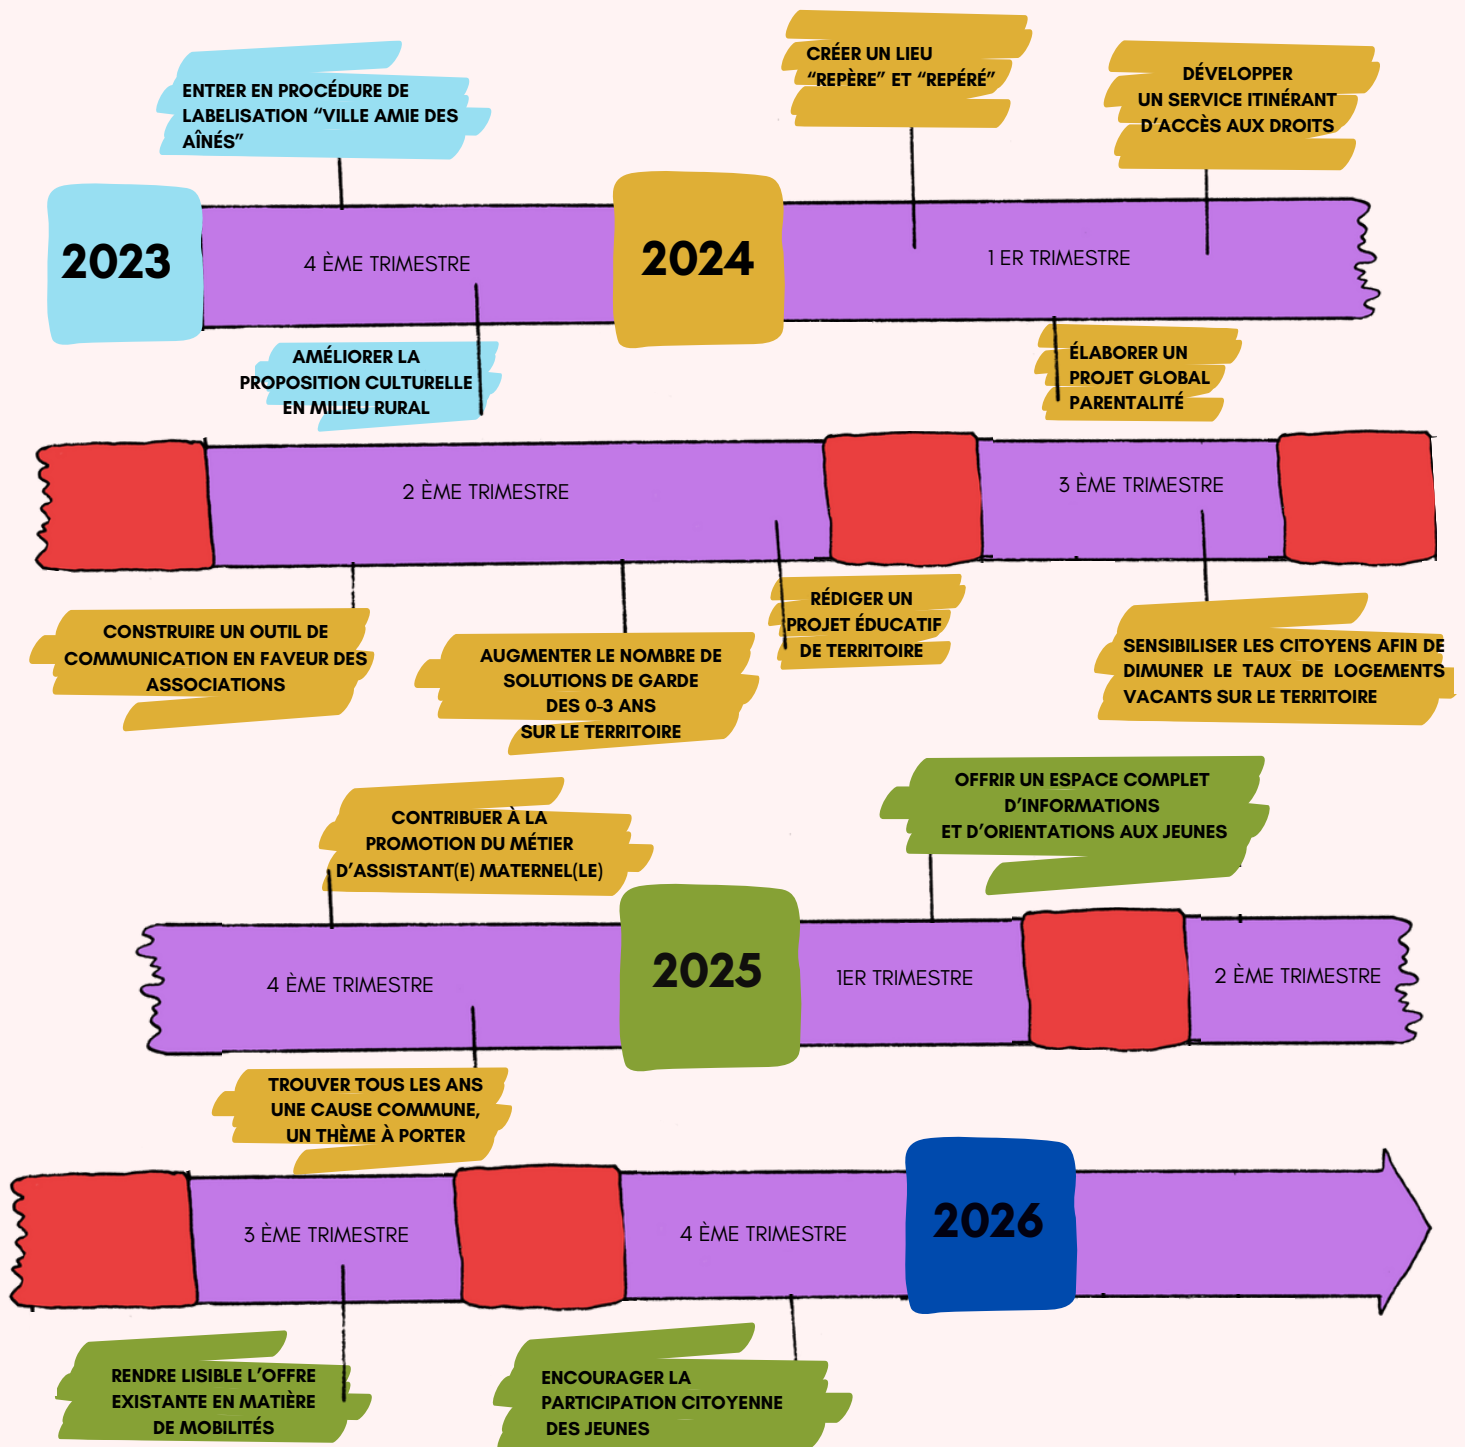 ENTRER EN PROCÉDURE DE
LABELISATION “VILLE AMIE DES
AÎNÉS”
CRÉER UN LIEU
“REPÈRE” ET “REPÉRÉ”
DÉVELOPPER
UN SERVICE ITINÉRANT
D’ACCÈS AUX DROITS
2023
4 ÈME TRIMESTRE
2024
1 ER TRIMESTRE
AMÉLIORER LA
PROPOSITION CULTURELLE
EN MILIEU RURAL
ÉLABORER UN
PROJET GLOBAL
PARENTALITÉ
2 ÈME TRIMESTRE
3 ÈME TRIMESTRE
CONSTRUIRE UN OUTIL DE
COMMUNICATION EN FAVEUR DES
ASSOCIATIONS
AUGMENTER LE NOMBRE DE
SOLUTIONS DE GARDE
DES 0-3 ANS
SUR LE TERRITOIRE
RÉDIGER UN
PROJET ÉDUCATIF
DE TERRITOIRE
SENSIBILISER LES CITOYENS AFIN DE
DIMUNER LE TAUX DE LOGEMENTS
VACANTS SUR LE TERRITOIRE
CONTRIBUER À LA
PROMOTION DU MÉTIER
D’ASSISTANT(E) MATERNEL(LE)
OFFRIR UN ESPACE COMPLET
D’INFORMATIONS
ET D’ORIENTATIONS AUX JEUNES
4 ÈME TRIMESTRE
2025
1ER TRIMESTRE
2 ÈME TRIMESTRE
TROUVER TOUS LES ANS
UNE CAUSE COMMUNE,
UN THÈME À PORTER
3 ÈME TRIMESTRE
4 ÈME TRIMESTRE
2026
RENDRE LISIBLE L’OFFRE
EXISTANTE EN MATIÈRE
DE MOBILITÉS
ENCOURAGER LA
PARTICIPATION CITOYENNE
DES JEUNES